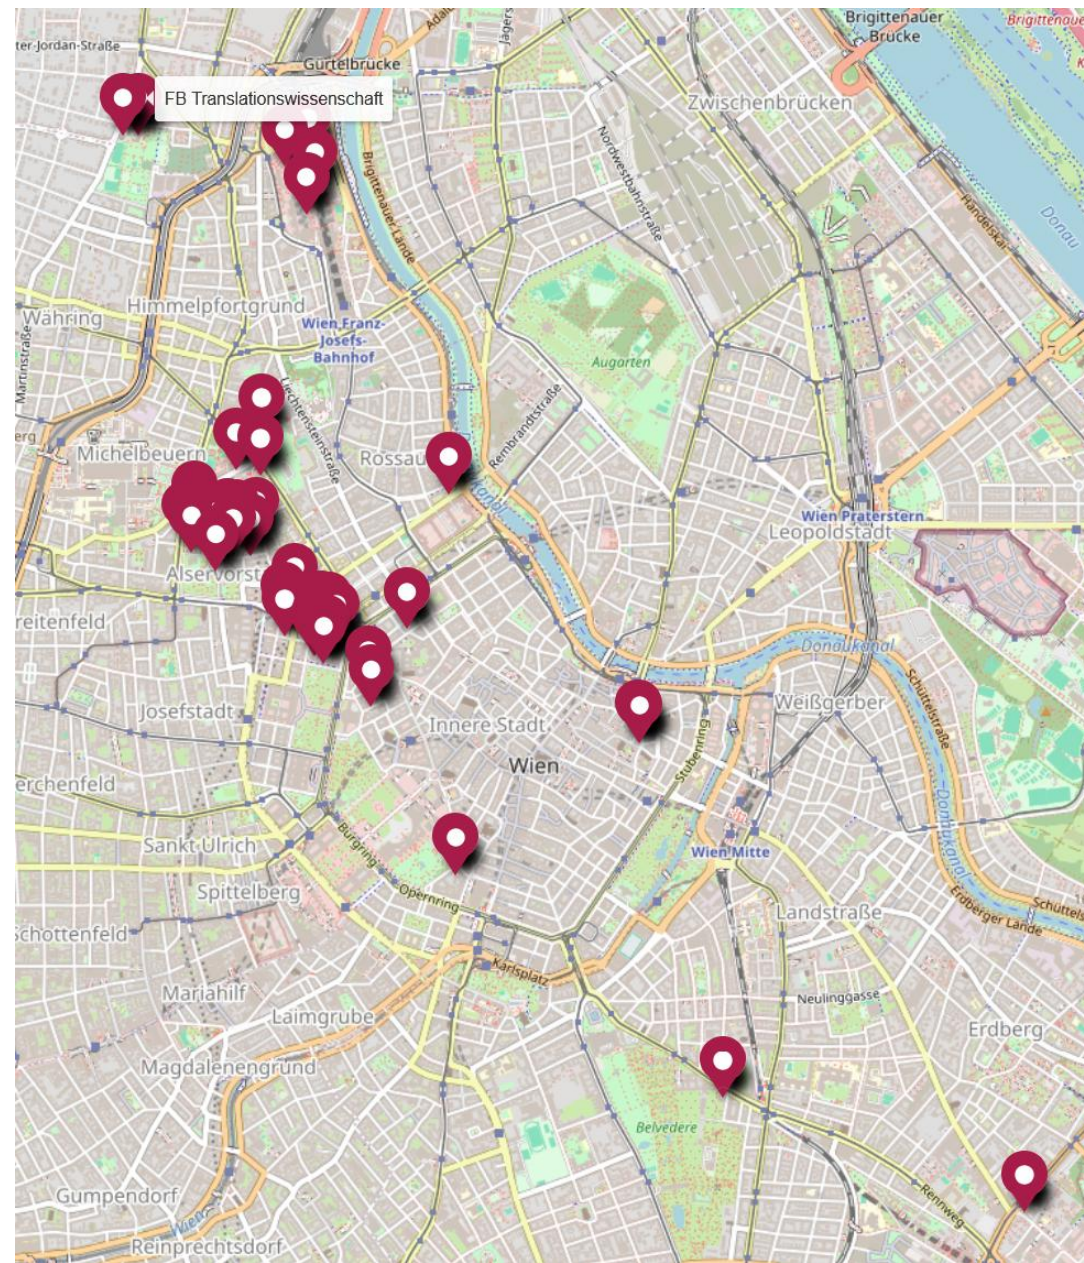 Brigittenauer
Brücke
ter-Jordan-Straße
Gürtelbrücke
FB Translationswissenschaft
Zwischenbrücken
Nordwestbahnstraße
Brigittenauer Lände
Handelskai
Donau
Himmelpfortgrund
Währing
Wien Franz-
Josefs-
Bahnhof
Martinstraße
Augarten
Liechtensteinstraße
Rembrandtstraße
Michelbeuern
Rossau
Wien Praterstern
Leopoldstadt
Alservorst
reitenfeld
Donaukanal
Schüttelstraße
Josefstadt
Innere Stadt
Weißgerber
Stubenring
Wien
erchenfeld
Donaukanal
Sankt Ulrich
Burgring
Wien Mitte
Spittelberg
Opernring
Erdberger Lände
Schüttels
Landstraße
Schottenfeld
Karlsplatz
Mariahilf
Neulinggasse
Laimgrube
Erdberg
Magdalenengrund
Belvedere
Gumpendorf
Rennweg
Wien
Reinprechtsdorf